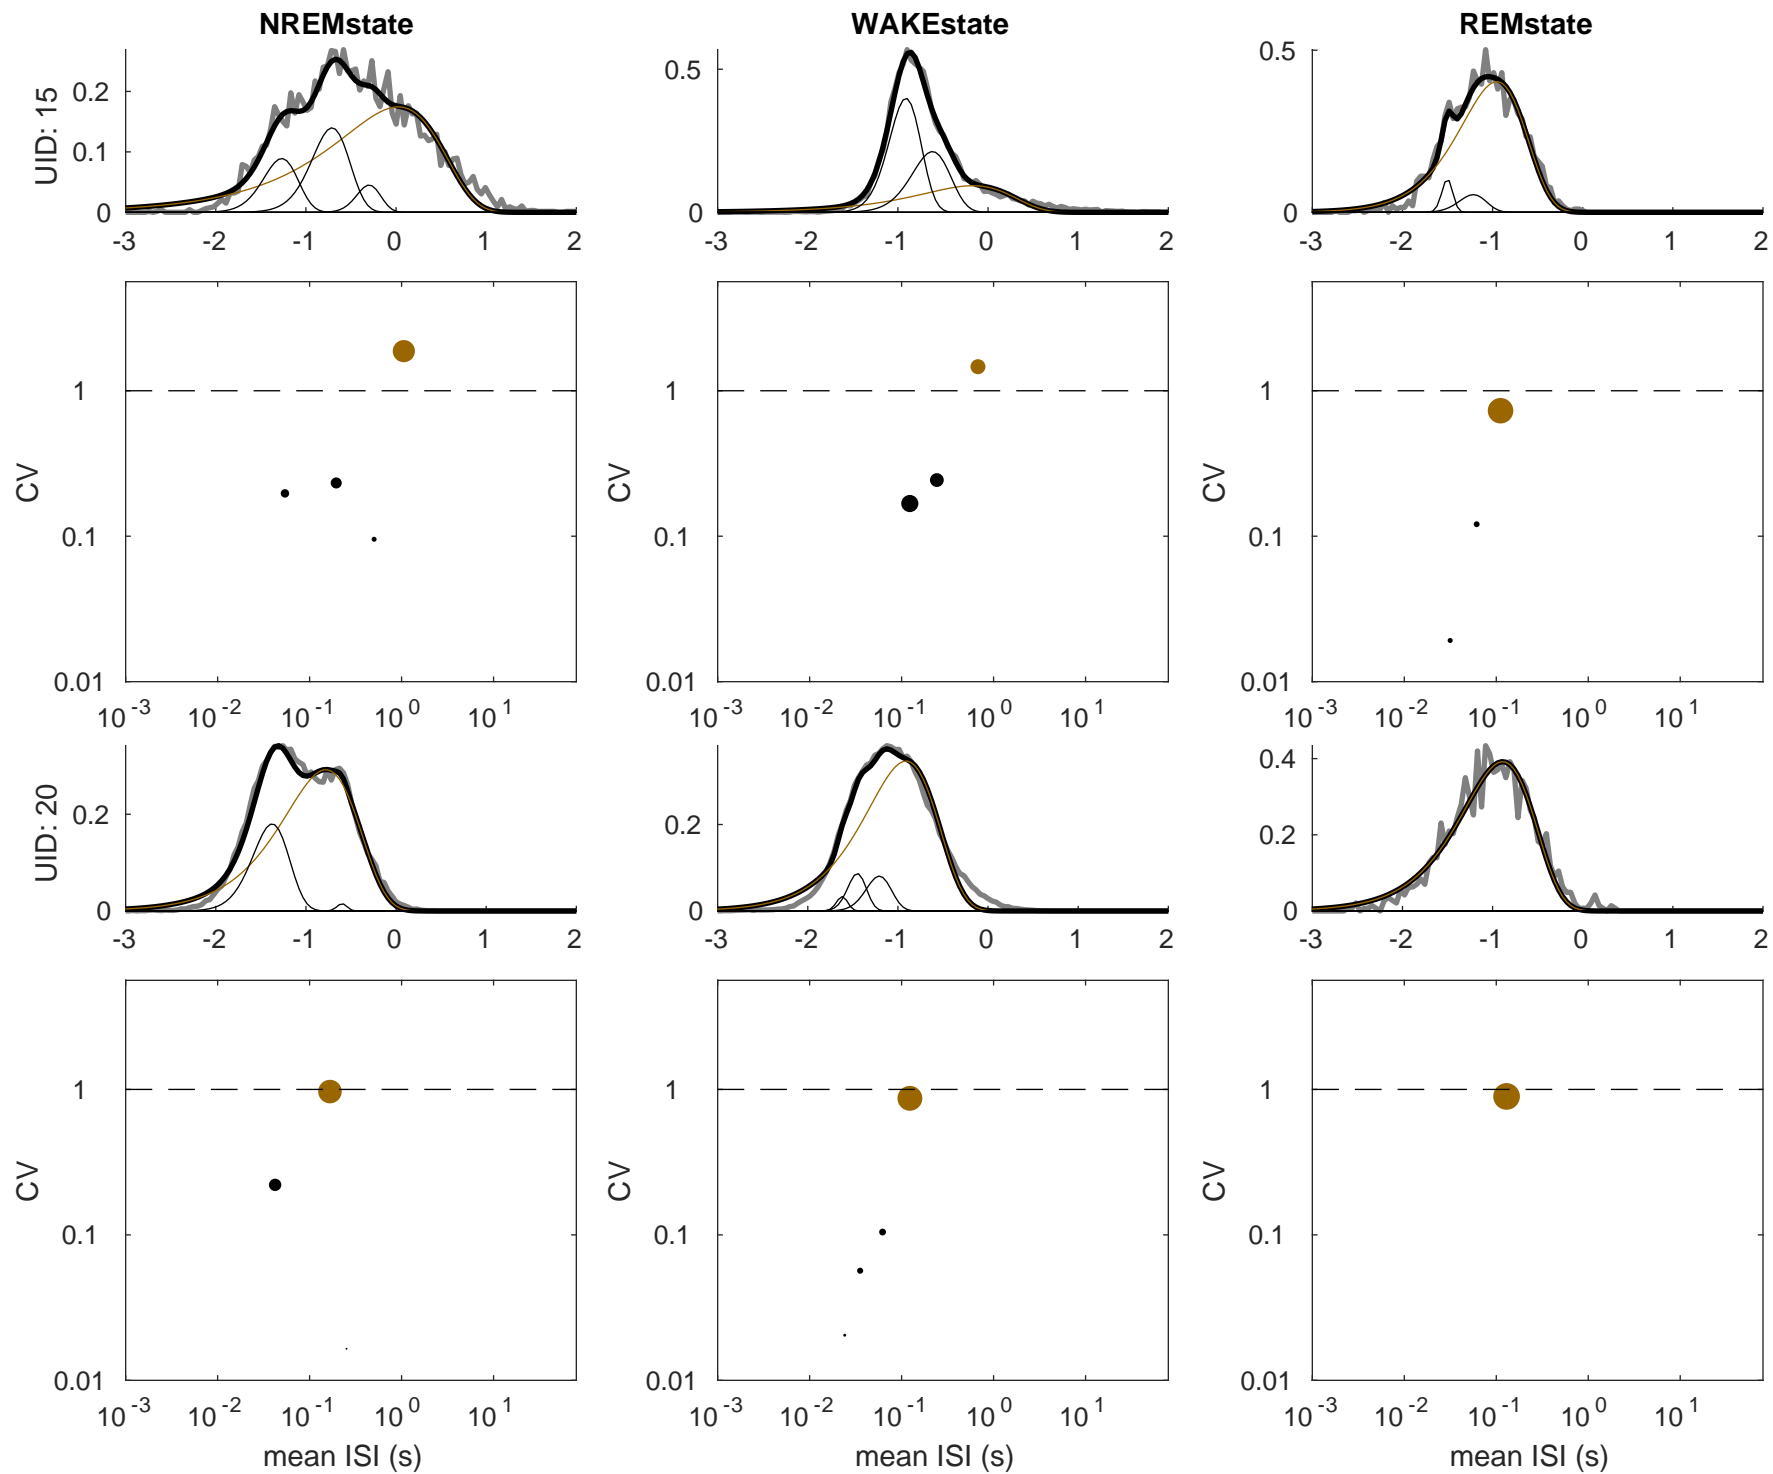 NREMstate WAKEstate REMstate
UID: 15
0.2 0.1 0
0.5 0
0.5 0
-3 -2 -1 0 1 2
-3 -2 -1 0 1 2
-3 -2 -1 0 1 2
CV
1 0.1 0.01
CV
1 0.1 0.01
CV
1 0.1 0.01
10^-3 10^-2 10^-1 10^0 10^1
10^-3 10^-2 10^-1 10^0 10^1
10^-3 10^-2 10^-1 10^0 10^1
UID: 20
0.2 0
0.2 0
0.4 0.2 0
-3 -2 -1 0 1 2
-3 -2 -1 0 1 2
-3 -2 -1 0 1 2
CV
1 0.1 0.01
CV
1 0.1 0.01
CV
1 0.1 0.01
10^-3 10^-2 10^-1 10^0 10^1
10^-3 10^-2 10^-1 10^0 10^1
10^-3 10^-2 10^-1 10^0 10^1
mean ISI (s) mean ISI (s) mean ISI (s)